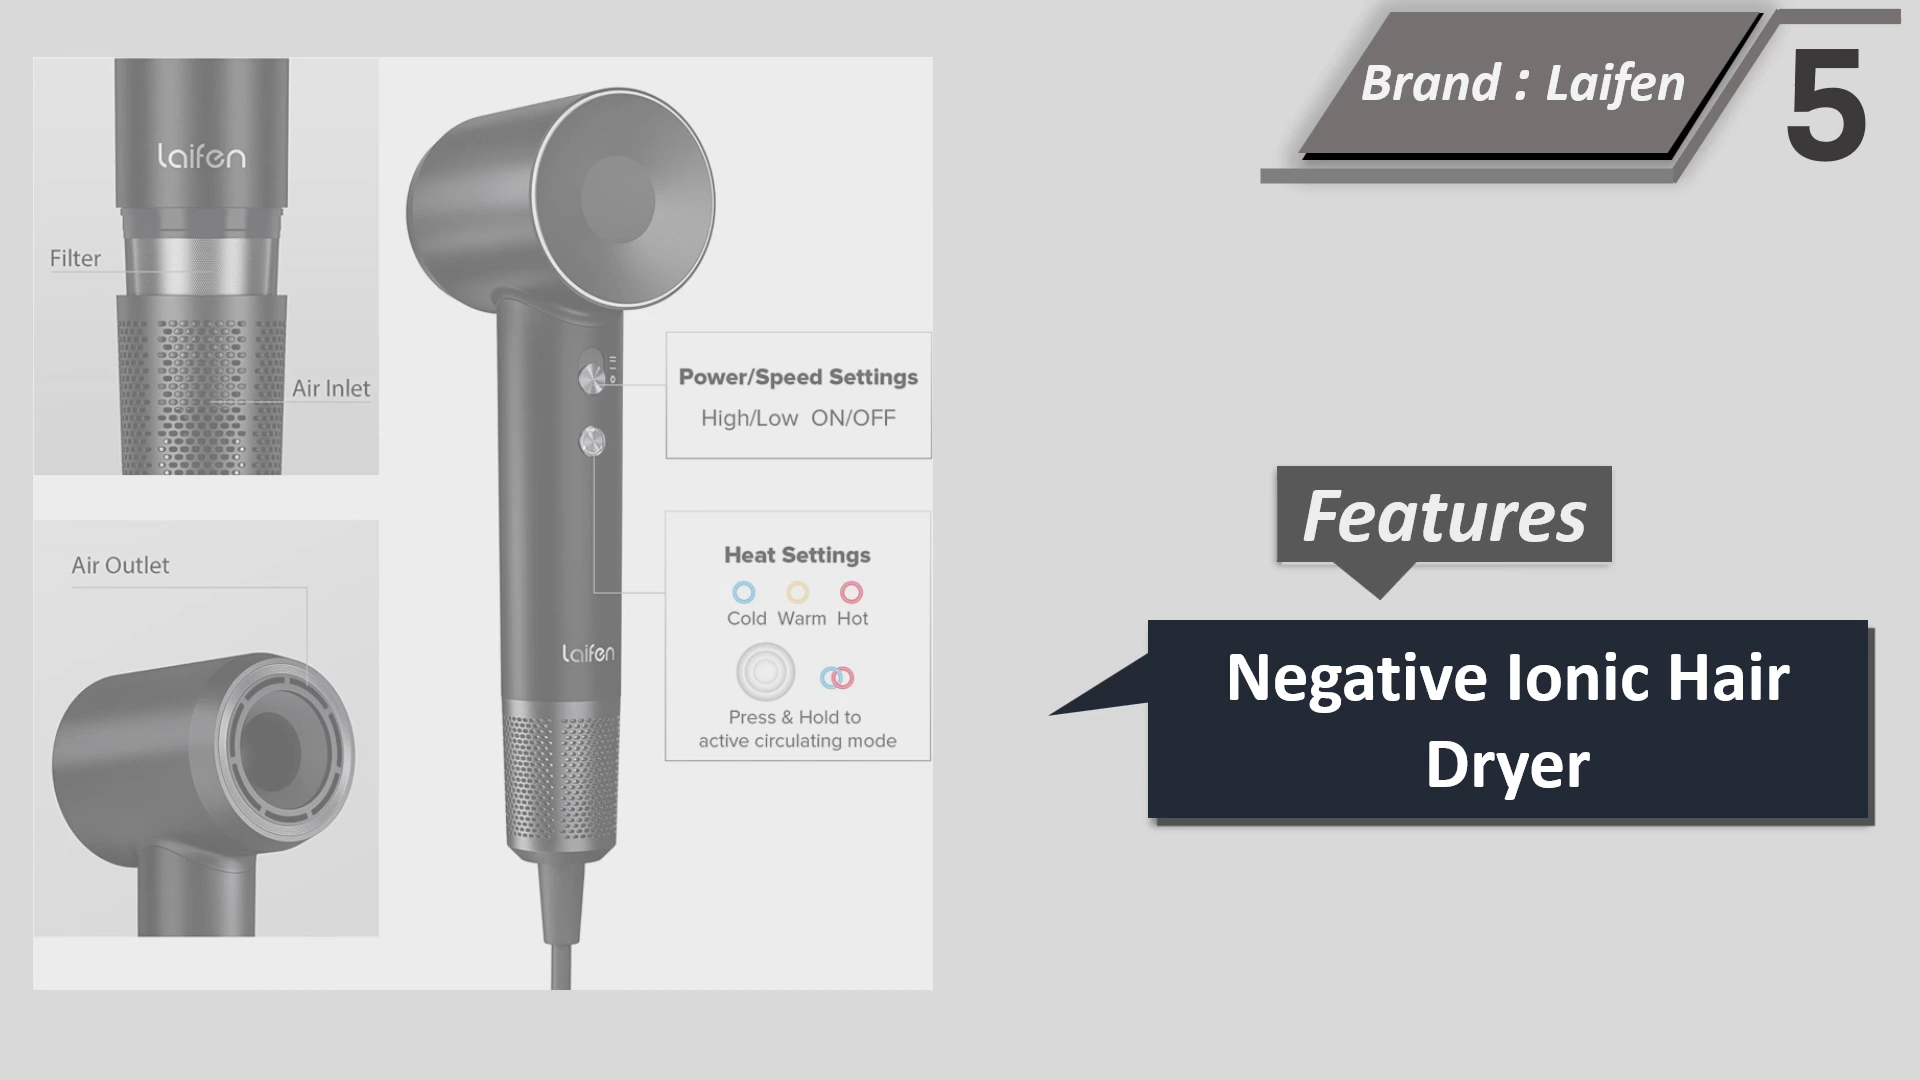 Brand : Laifen
5
laifen
Filter
Air Inlet
Power/Speed Settings
High/Low ON/OFF
Heat Settings
Cold Warm Hot
Press & Hold to
active circulating mode
laifen
Air Outlet
Features
Negative Ionic Hair
Dryer